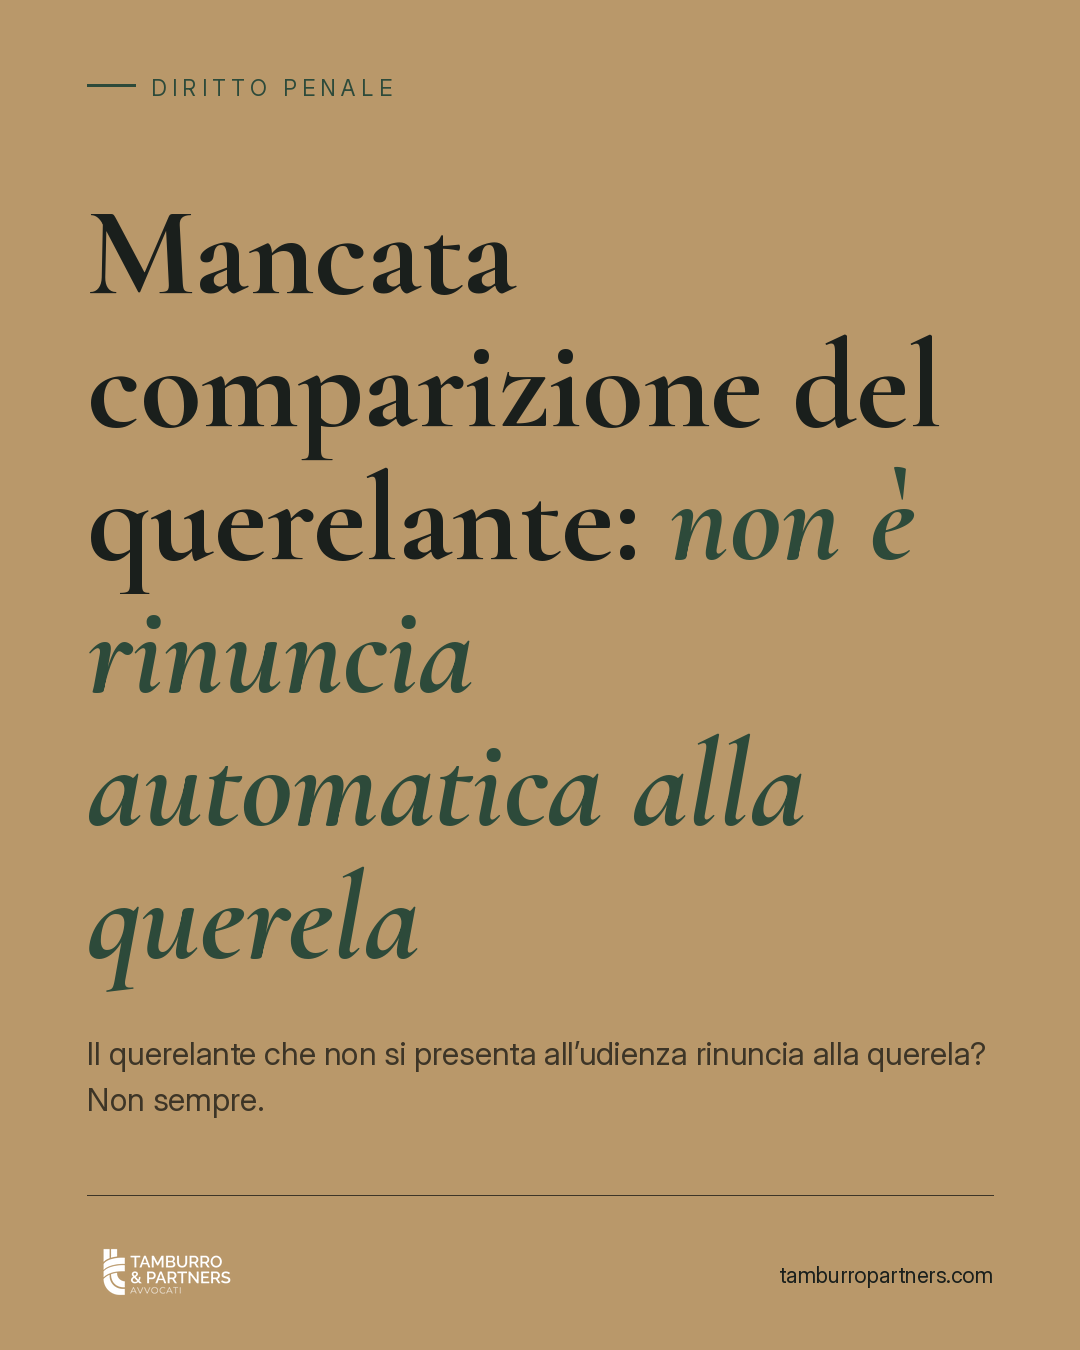 DIRITTO PENALE
Mancata
comparizione del
querelante: non è
rinuncia
automatica alla
querela
Il querelante che non si presenta all’udienza rinuncia alla querela?
Non sempre.
TAMBURRO
& PARTNERS
AVVOCATI
tamburropartners.com